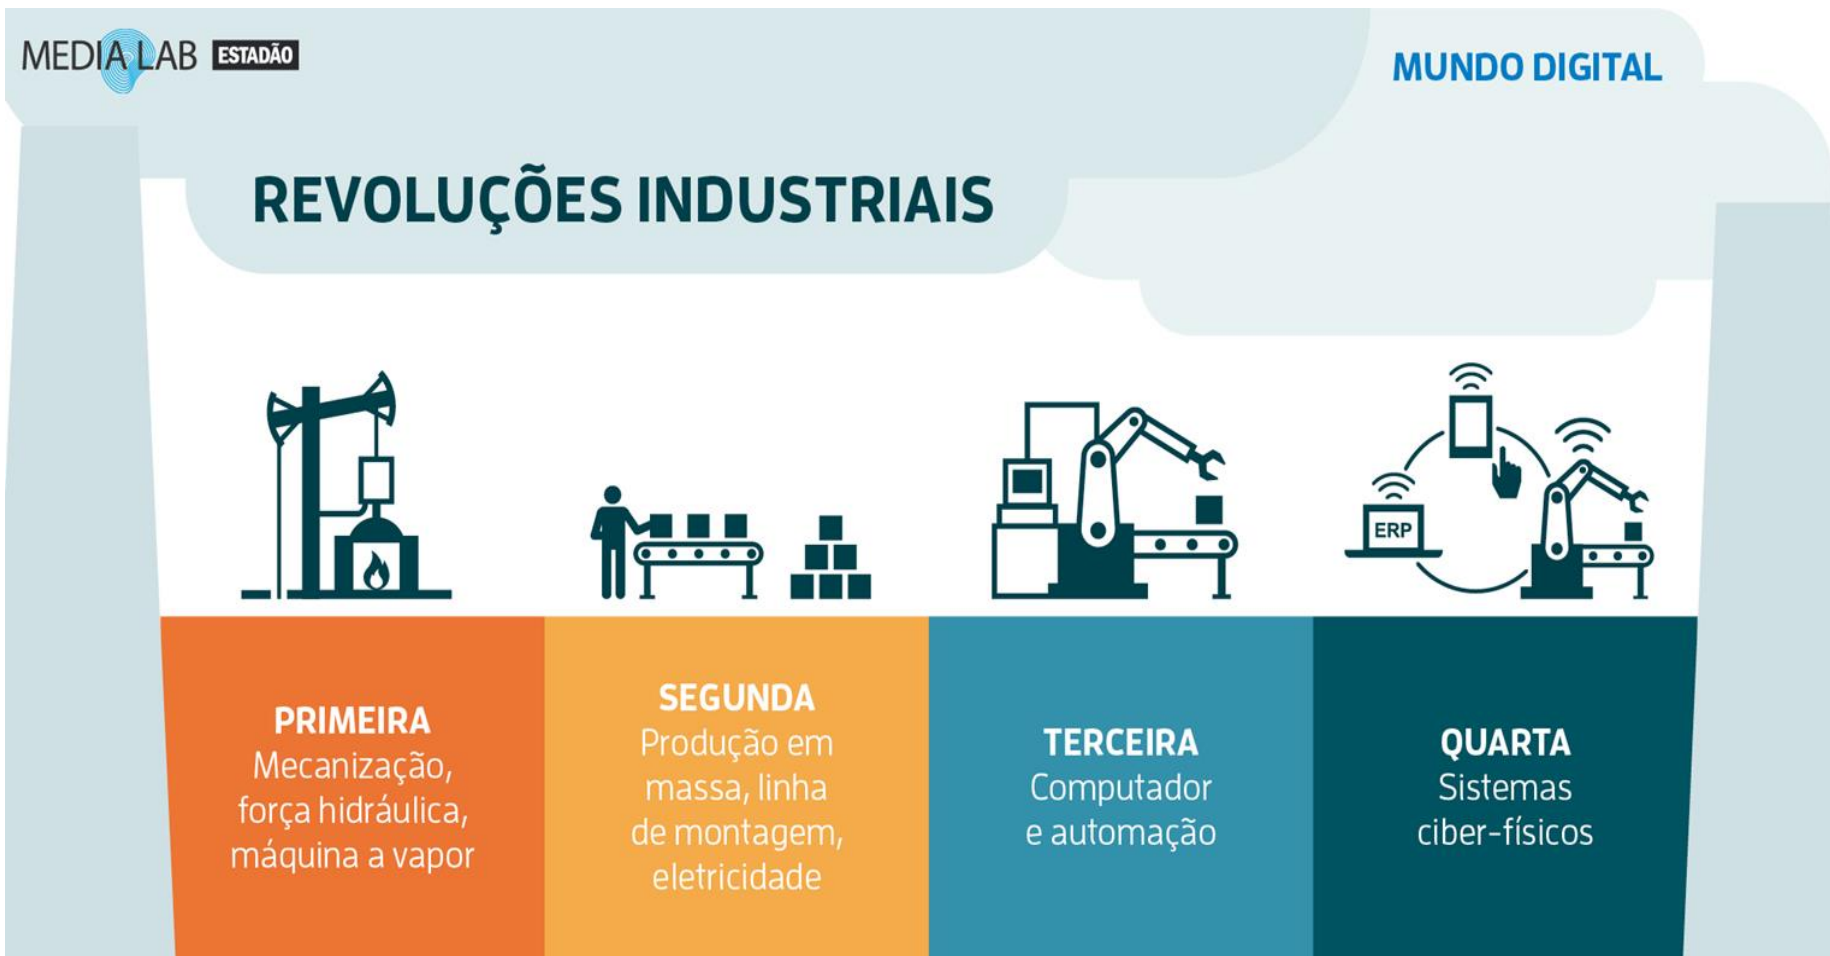 MEDIA LAB ESTADÃO
MUNDO DIGITAL
REVOLUÇÕES INDUSTRIAIS
ERP
PRIMEIRA
Mecanização,
força hidráulica,
máquina a vapor
SEGUNDA
Produção em
massa, linha
de montagem,
eletricidade
TERCEIRA
Computador
e automação
QUARTA
Sistemas
ciber-físicos